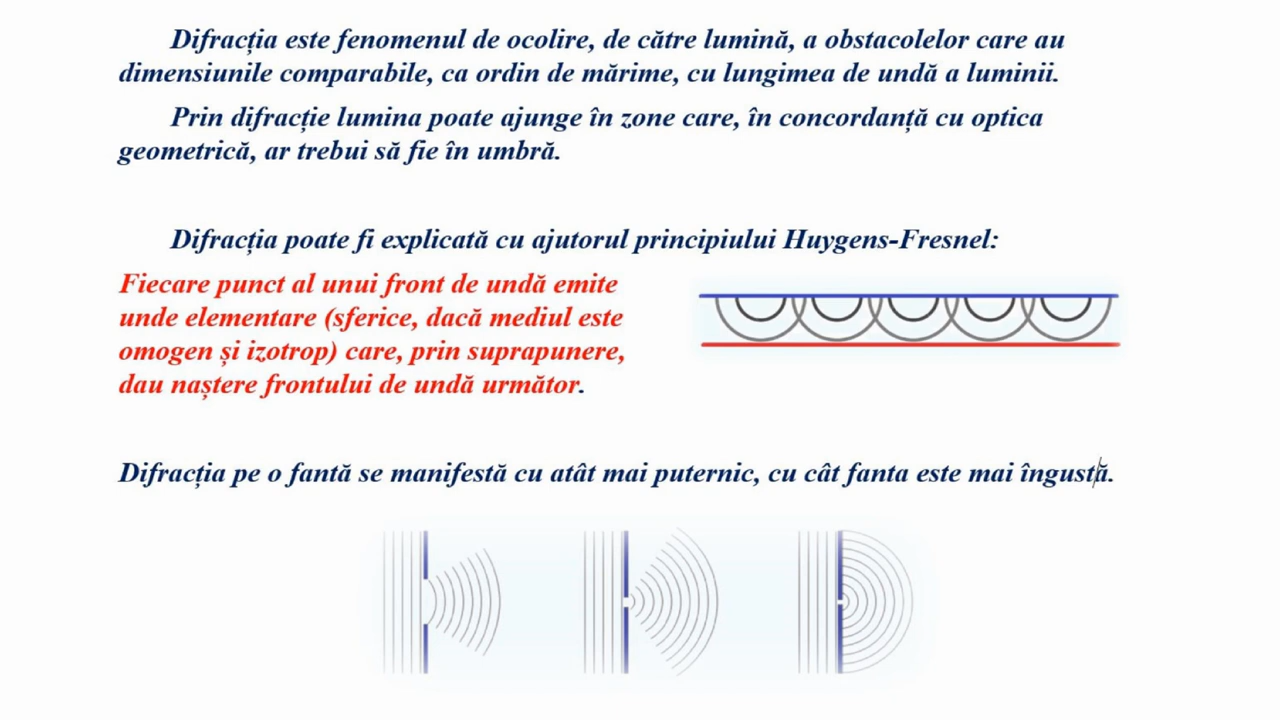 Difracția este fenomenul de ocolire, de către lumină, a obstacolelor care au
dimensiunile comparabile, ca ordin de mărime, cu lungimea de undă a luminii.
Prin difracție lumina poate ajunge în zone care, în concordanță cu optica
geometrică, ar trebui să fie în umbră.
Difracția poate fi explicată cu ajutorul principiului Huygens-Fresnel:
Fiecare punct al unui front de undă emite
unde elementare (sferice, dacă mediul este
omogen și izotrop) care, prin suprapunere,
dau naștere frontului de undă următor.
Difracția pe o fantă se manifestă cu atât mai puternic, cu cât fanta este mai îngustă.